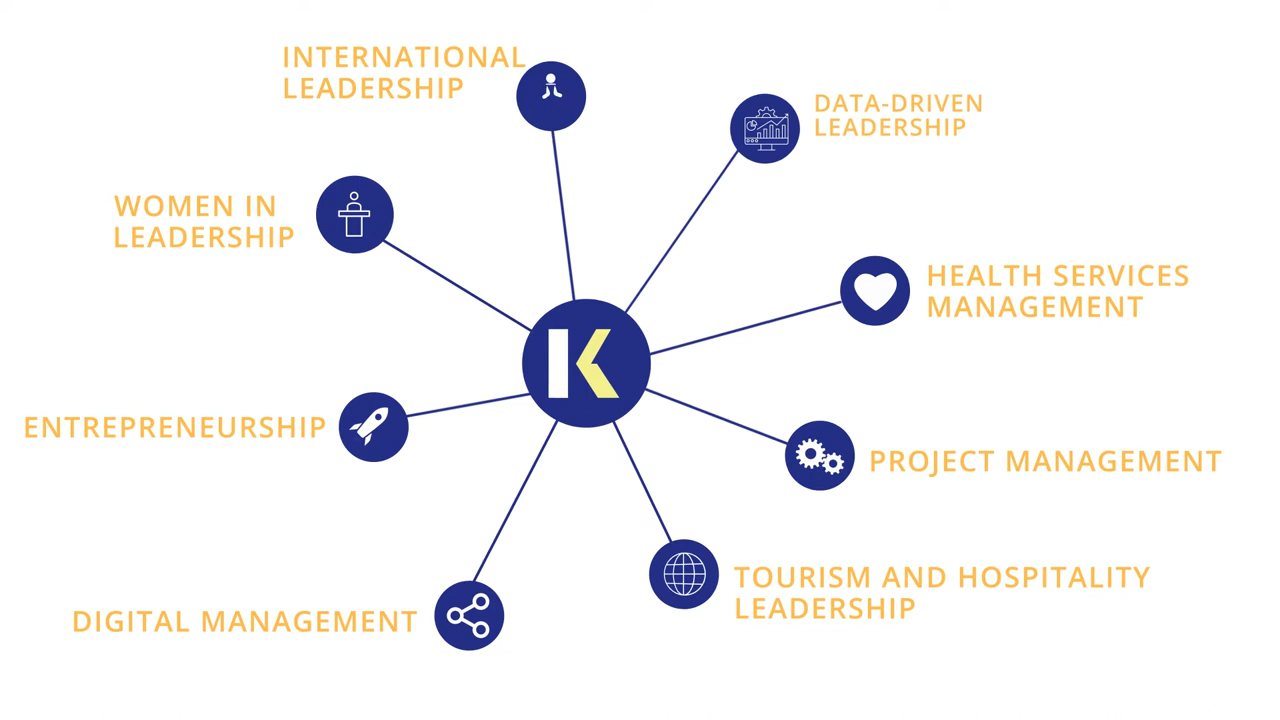 INTERNATIONAL
LEADERSHIP
DATA-DRIVEN
LEADERSHIP
WOMEN IN
LEADERSHIP
HEALTH SERVICES
MANAGEMENT
K
ENTREPRENEURSHIP
PROJECT MANAGEMENT
TOURISM AND HOSPITALITY
LEADERSHIP
DIGITAL MANAGEMENT